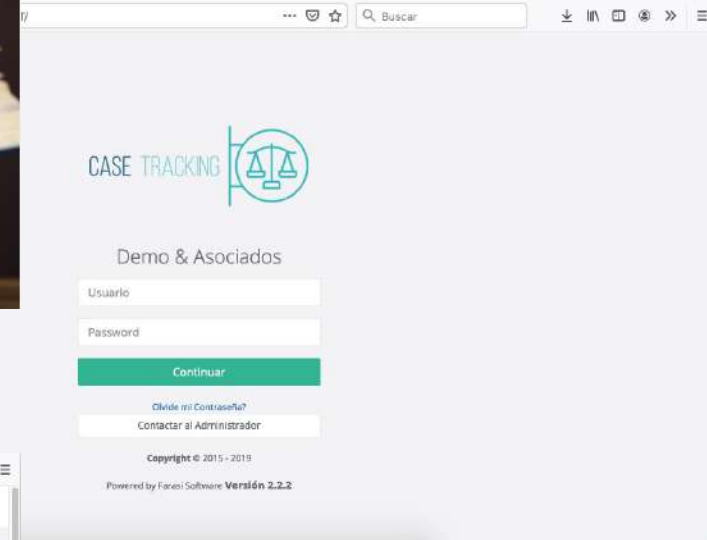 r/
Buscar
CASE TRACKING
Demo & Asociados
Usuario
Password
Continuar
Olvide mi Contraseña?
Contactar al Administrador
Copyright © 2015 - 2019
Powered by Farasi Software Versión 2.2.2